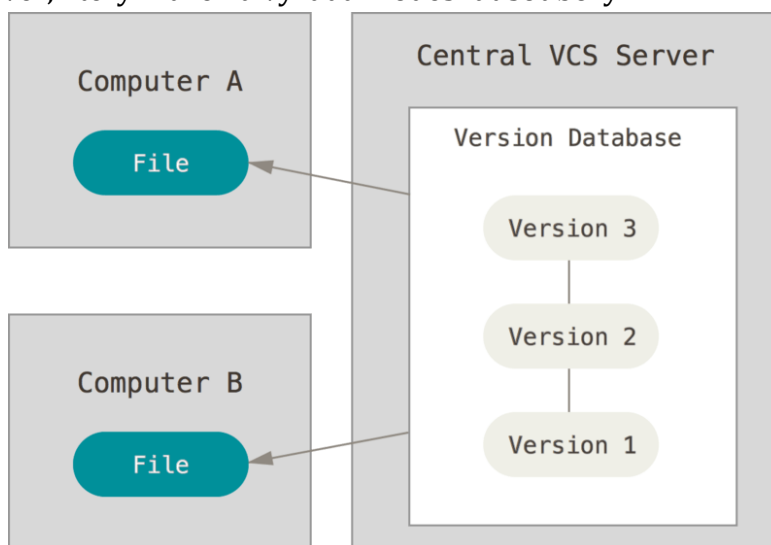 Computer A
File
Central VCS Server
Version Database
Version 3
Version 2
Version 1
Computer B
File